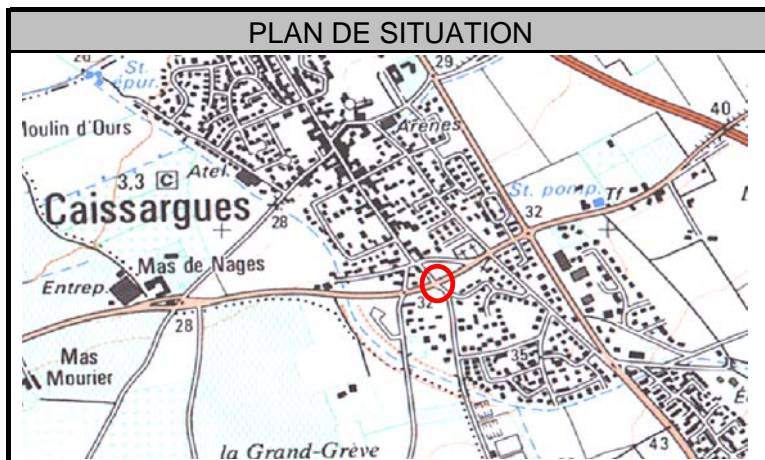 PLAN DE SITUATION
St.
épur.
29
40
Moulin d'Ours
Arènes
3,3 C Atel.
St. pomp. Tf
Caissargues
28
32
Mas de Nages
Entrep.
32
28
Mas
Mourier
35
la Grand-Grève
43